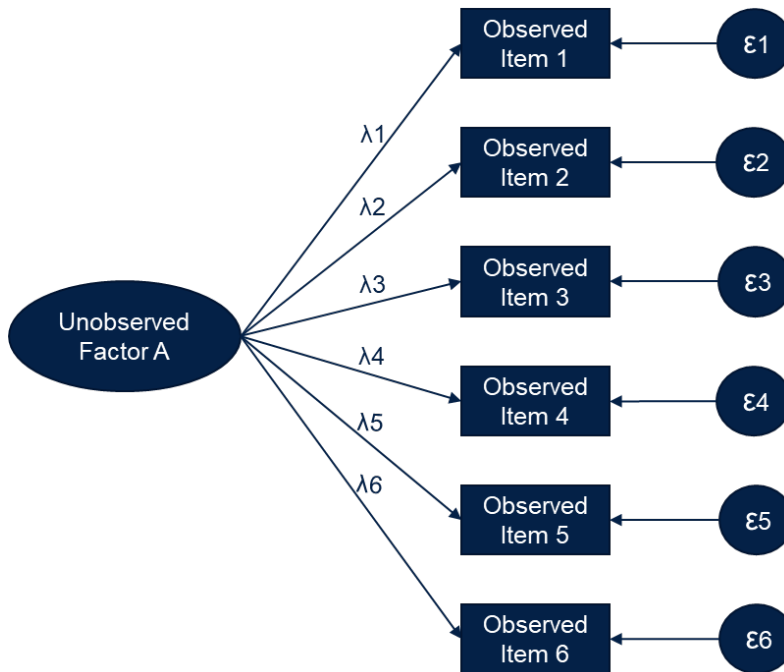 Observed
Item 1
ε1
λ1
Observed
Item 2
ε2
λ2
Observed
Item 3
ε3
λ3
Unobserved
Factor A
λ4
Observed
Item 4
ε4
λ5
Observed
Item 5
ε5
λ6
Observed
Item 6
ε6